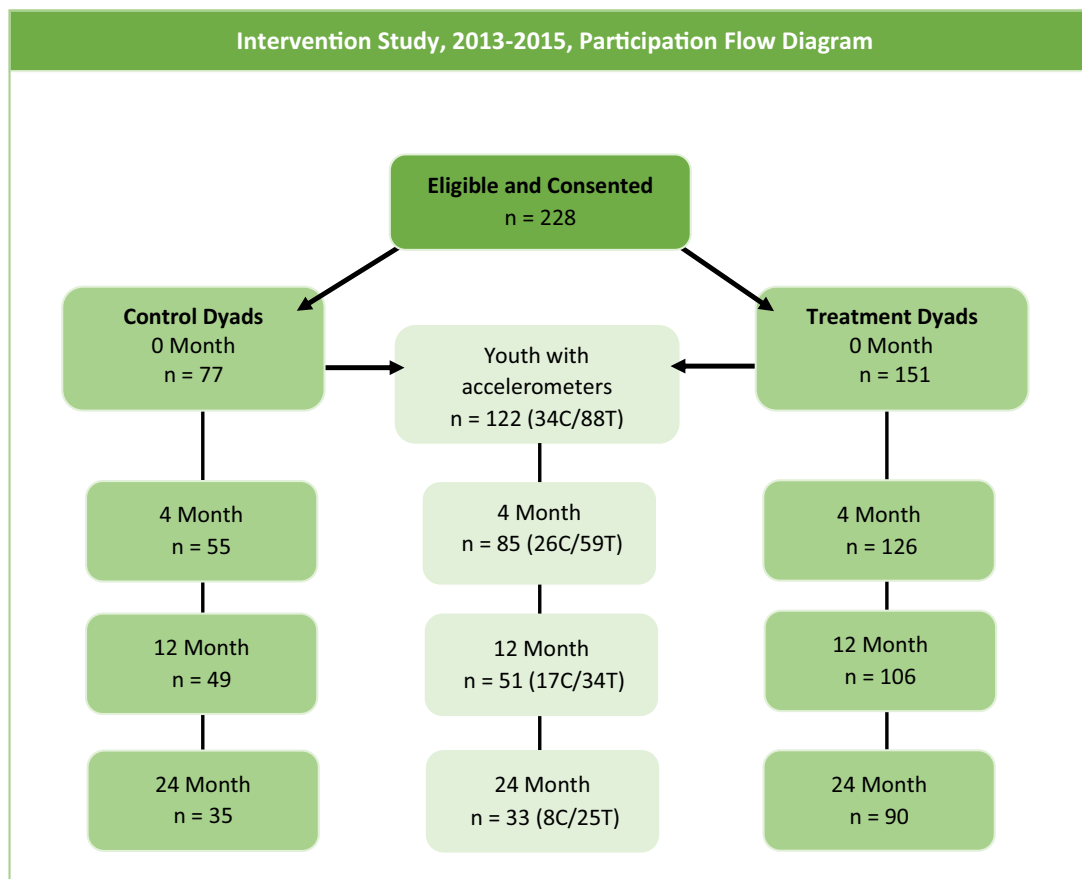 Intervention Study, 2013-2015, Participation Flow Diagram
Eligible and Consented
n = 228
Control Dyads
0 Month
n = 77
Youth with
accelerometers
n = 122 (34C/88T)
Treatment Dyads
0 Month
n = 151
4 Month
n = 55
4 Month
n = 85 (26C/59T)
4 Month
n = 126
12 Month
n = 49
12 Month
n = 51 (17C/34T)
12 Month
n = 106
24 Month
n = 35
24 Month
n = 33 (8C/25T)
24 Month
n = 90